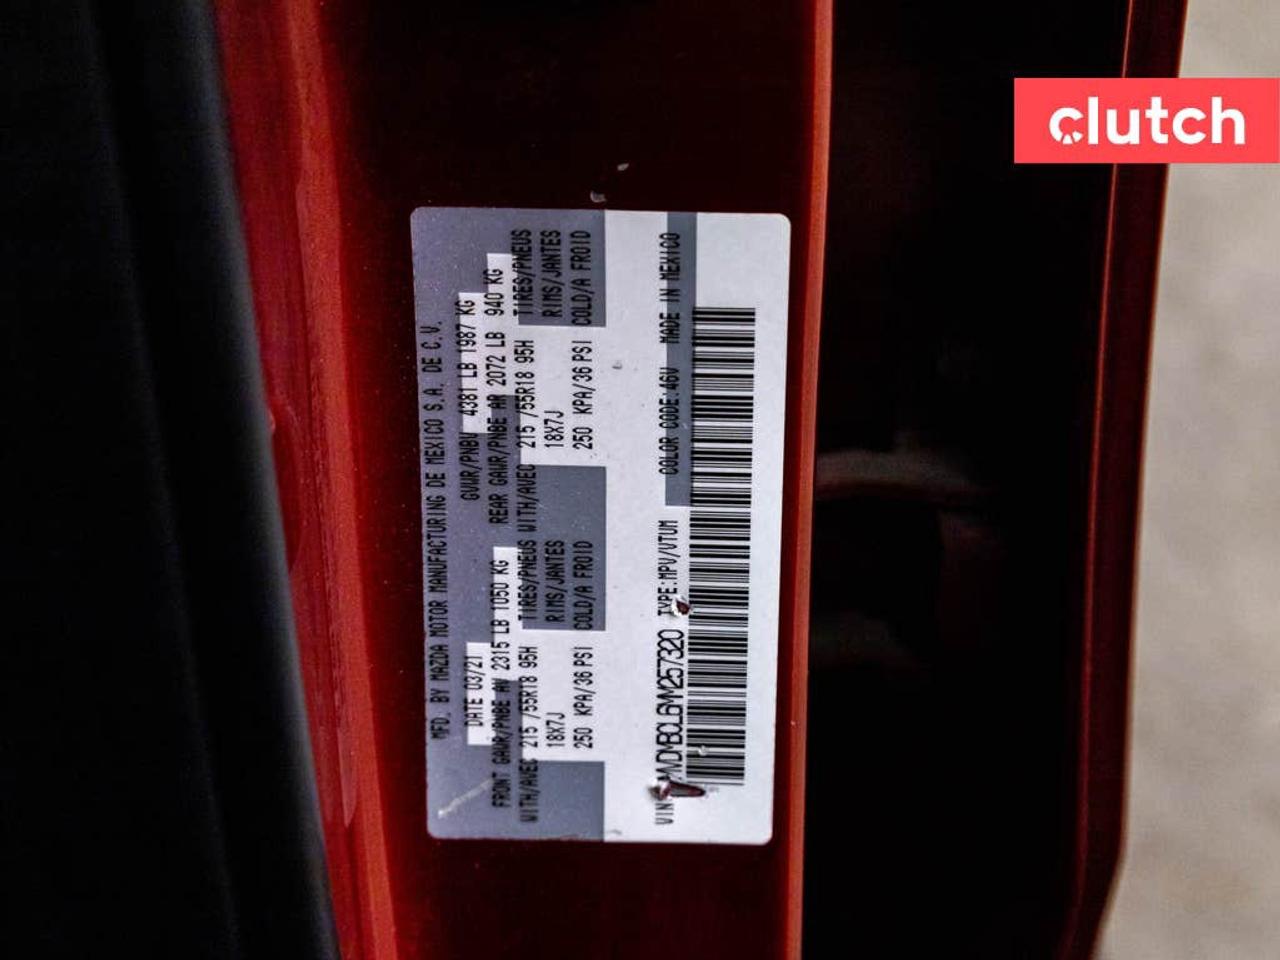 clutch
MFD. BY MAZDA MOTOR MANUFACTURING DE MEXICO S.A. DE C.V.
DATE 03/21 GVWR/PNBV 4381 LB 1987 KG
FRONT GAWR/PNBE AV 2315 LB 1050 KG REAR GAWR/PNBE AR 2072 LB 940 KG
WITH/AVEC 215 /55R18 95H TIRES/PNEUS WITH/AVEC 215 /55R18 95H TIRES/PNEUS
18X7J RIMS/JANTES 18X7J RIMS/JANTES
250 KPA/36 PSI COLD/A FROID 250 KPA/36 PSI COLD/A FROID
VIN TYPE:MPV/VTUM COLOR CODE:46V MADE IN MEXICO